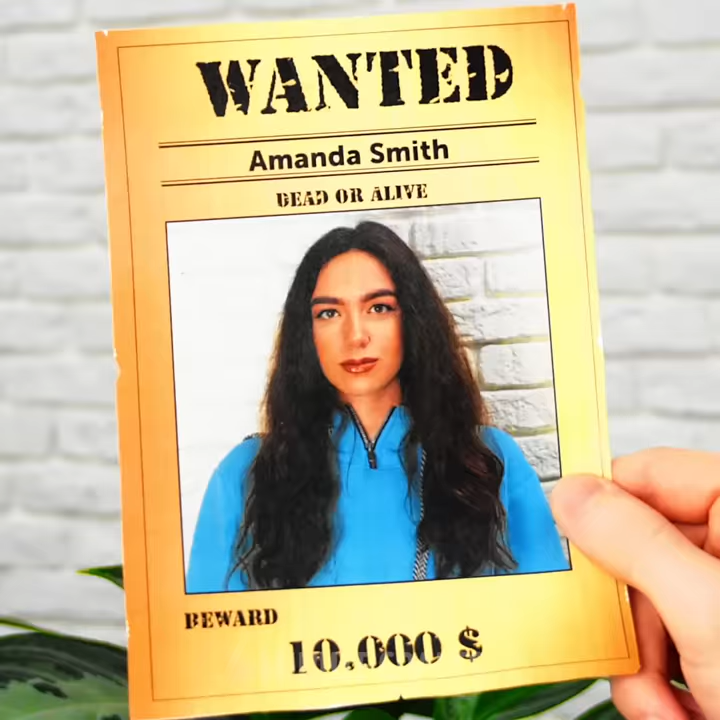 WANTED
Amanda Smith
DEAD OR ALIVE
REWARD
10.000 $